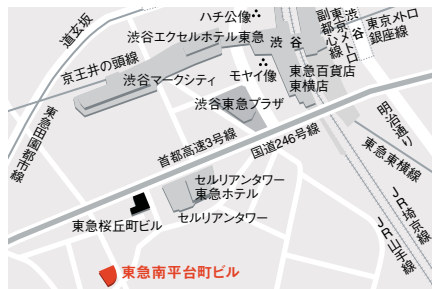 ハチ公像
道玄坂
渋谷エクセルホテル東急
渋谷
東京メトロ
副都心線
東京メトロ
銀座線
京王井の頭線
渋谷マークシティ
モヤイ像
東急百貨店
東横店
渋谷東急プラザ
明治通り
東急田園都市線
首都高速3号線
国道246号線
東急東横線
セルリアンタワー
東急ホテル
セルリアンタワー
東急桜丘町ビル
JR埼京線
JR山手線
東急南平台町ビル